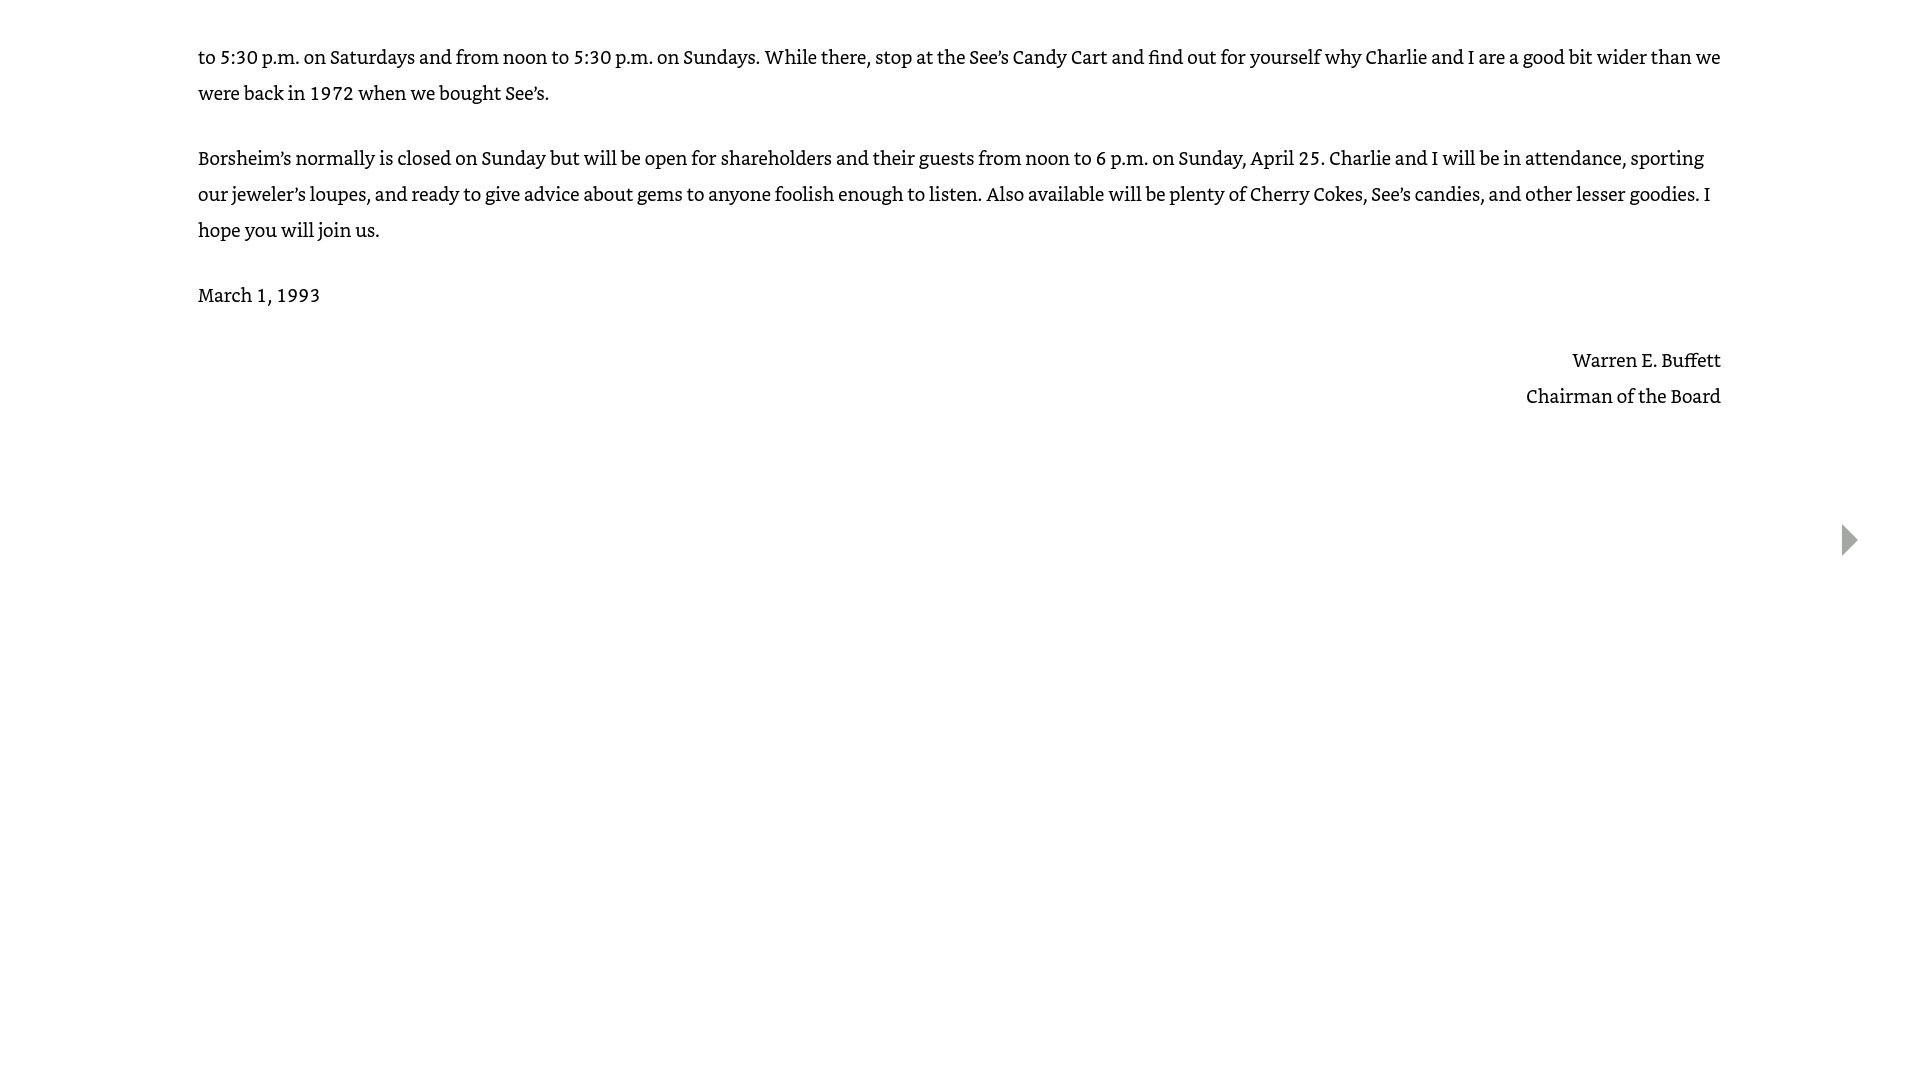 to 5:30 p.m. on Saturdays and from noon to 5:30 p.m. on Sundays. While there, stop at the See’s Candy Cart and find out for yourself why Charlie and I are a good bit wider than we
were back in 1972 when we bought See’s.
Borsheim’s normally is closed on Sunday but will be open for shareholders and their guests from noon to 6 p.m. on Sunday, April 25. Charlie and I will be in attendance, sporting
our jeweler’s loupes, and ready to give advice about gems to anyone foolish enough to listen. Also available will be plenty of Cherry Cokes, See’s candies, and other lesser goodies. I
hope you will join us.
March 1, 1993
Warren E. Buffett
Chairman of the Board